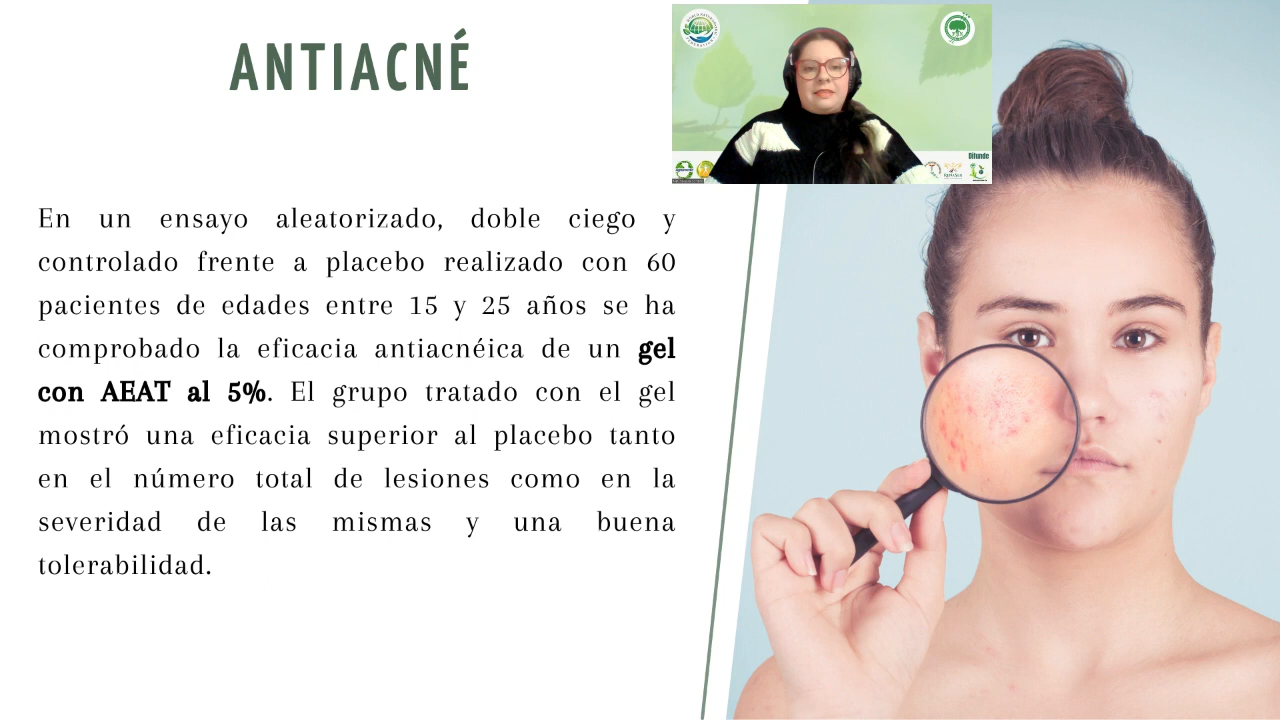 ANTIACNÉ
En un ensayo aleatorizado, doble ciego y
controlado frente a placebo realizado con 60
pacientes de edades entre 15 y 25 años se ha
comprobado la eficacia antiacnéica de un gel
con AEAT al 5%. El grupo tratado con el gel
mostró una eficacia superior al placebo tanto
en el número total de lesiones como en la
severidad de las mismas y una buena
tolerabilidad.
Difunde